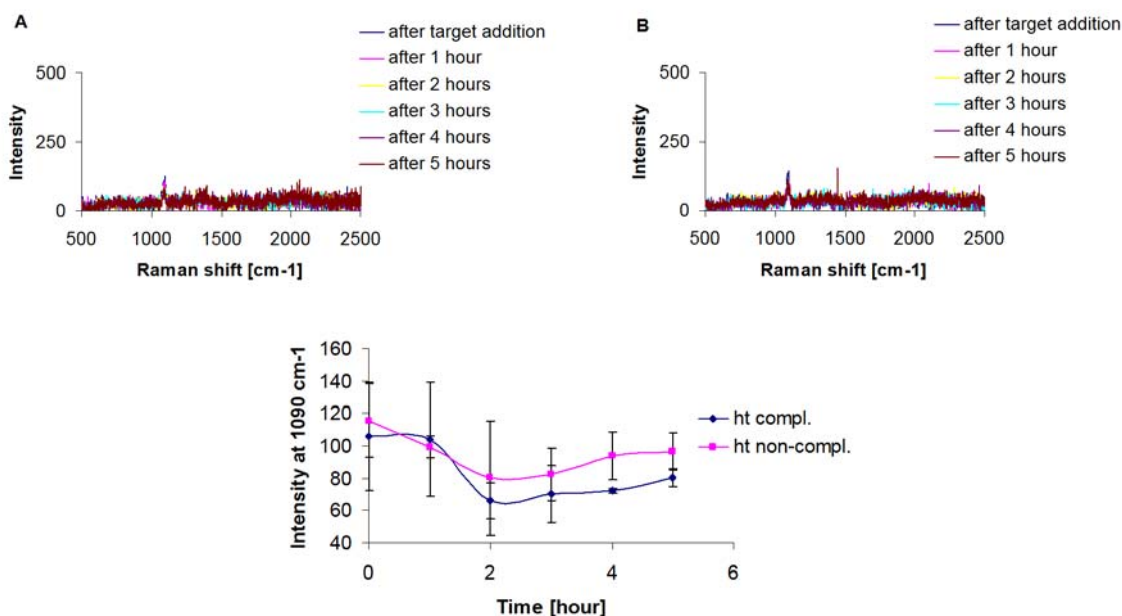 A
after target addition
after 1 hour
after 2 hours
after 3 hours
after 4 hours
after 5 hours
500
250
0
Intensity
500 1000 1500 2000 2500
Raman shift [cm-1]
B
after target addition
after 1 hour
after 2 hours
after 3 hours
after 4 hours
after 5 hours
500
250
0
Intensity
500 1000 1500 2000 2500
Raman shift [cm-1]
160
140
120
100
80
60
40
Intensity at 1090 cm-1
0 2 4 6
Time [hour]
ht compl.
ht non-compl.